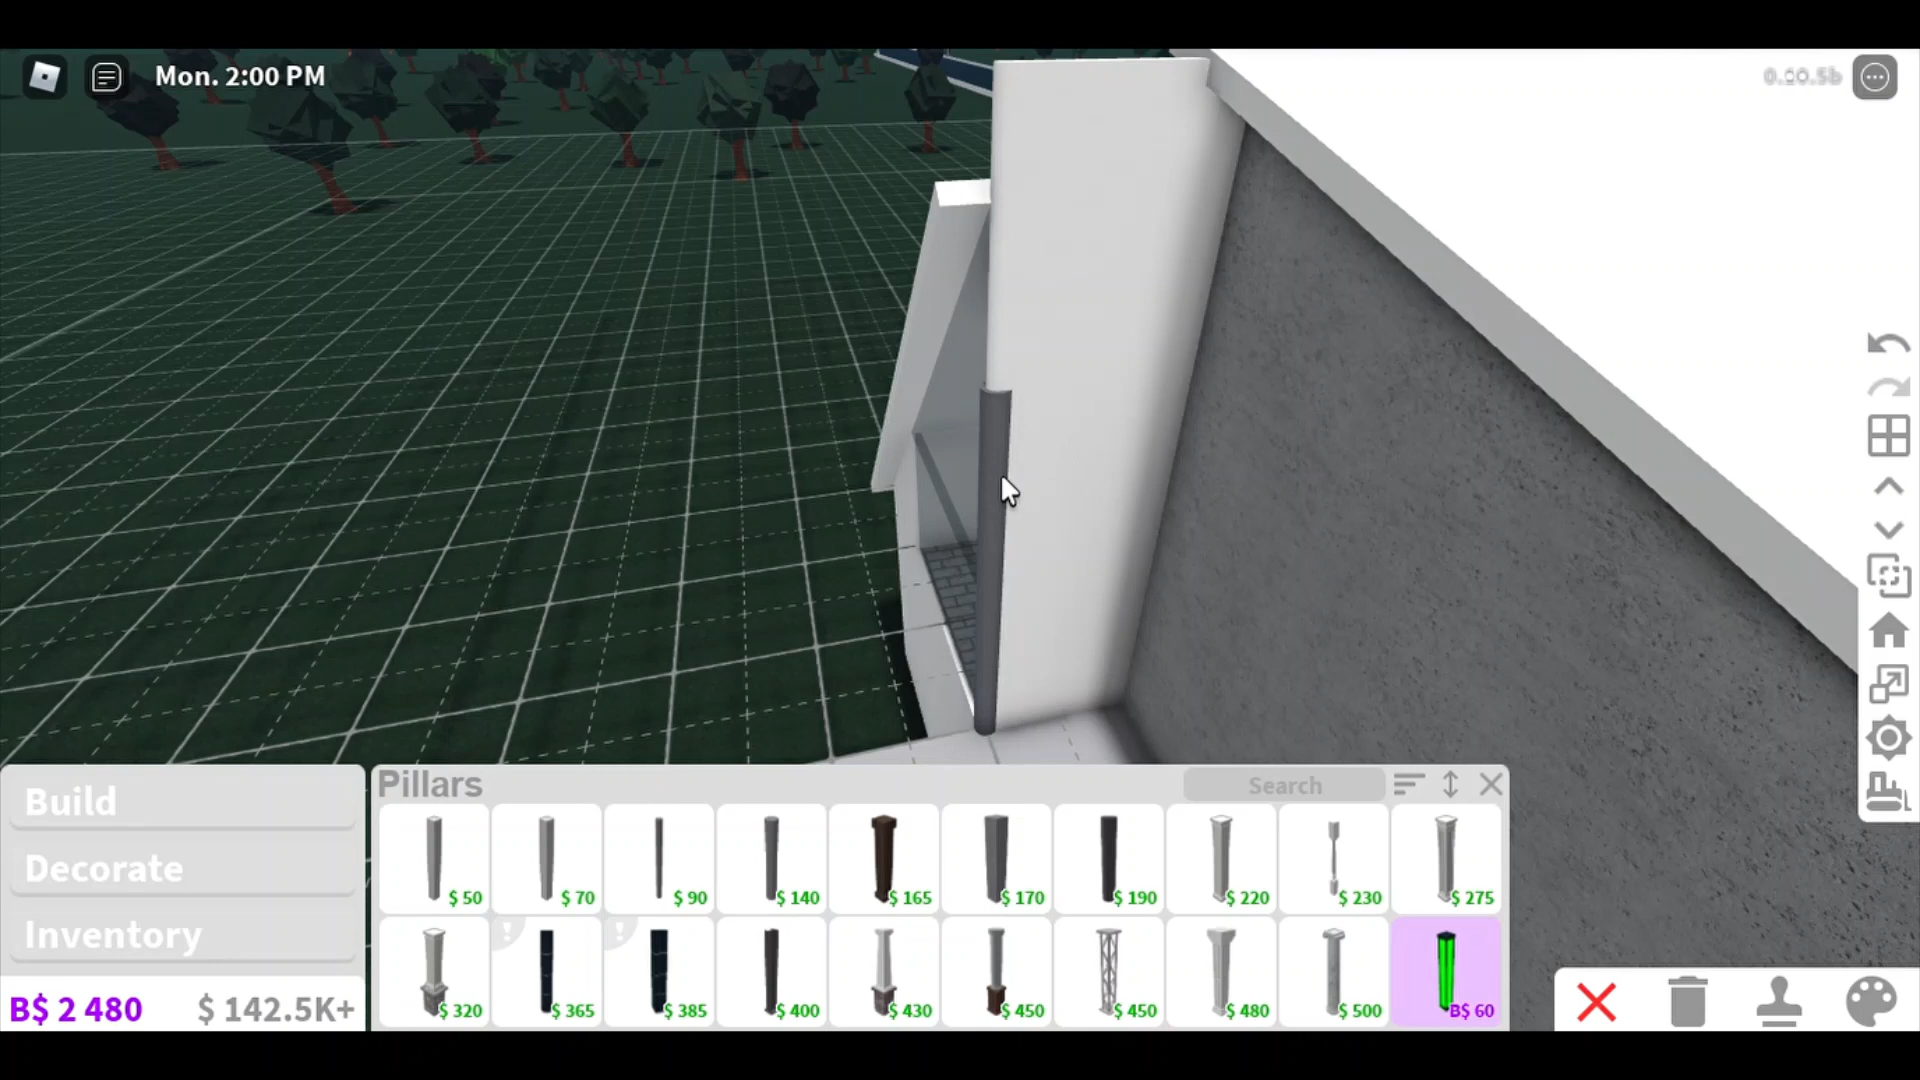 Mon. 2:00 PM
0.10.5b
Pillars
Search
Build
Decorate
Inventory
B$ 2 480
$ 142.5K+
$ 50
$ 70
$ 90
$ 140
$ 165
$ 170
$ 190
$ 220
$ 230
$ 275
$ 320
! $ 365
! $ 385
$ 400
$ 430
$ 450
$ 450
$ 480
$ 500
B$ 60